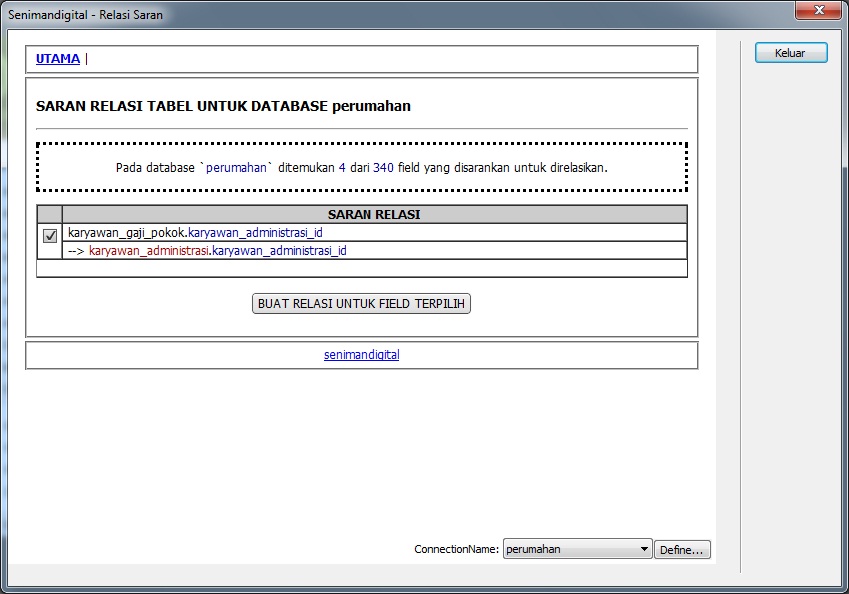 Senimandigital - Relasi Saran
Keluar
UTAMA |
SARAN RELASI TABEL UNTUK DATABASE perumahan
Pada database `perumahan` ditemukan 4 dari 340 field yang disarankan untuk direlasikan.
SARAN RELASI
karyawan_gaji_pokok.karyawan_administrasi_id
--> karyawan_administrasi.karyawan_administrasi_id
BUAT RELASI UNTUK FIELD TERPILIH
senimandigital
ConnectionName: perumahan Define...